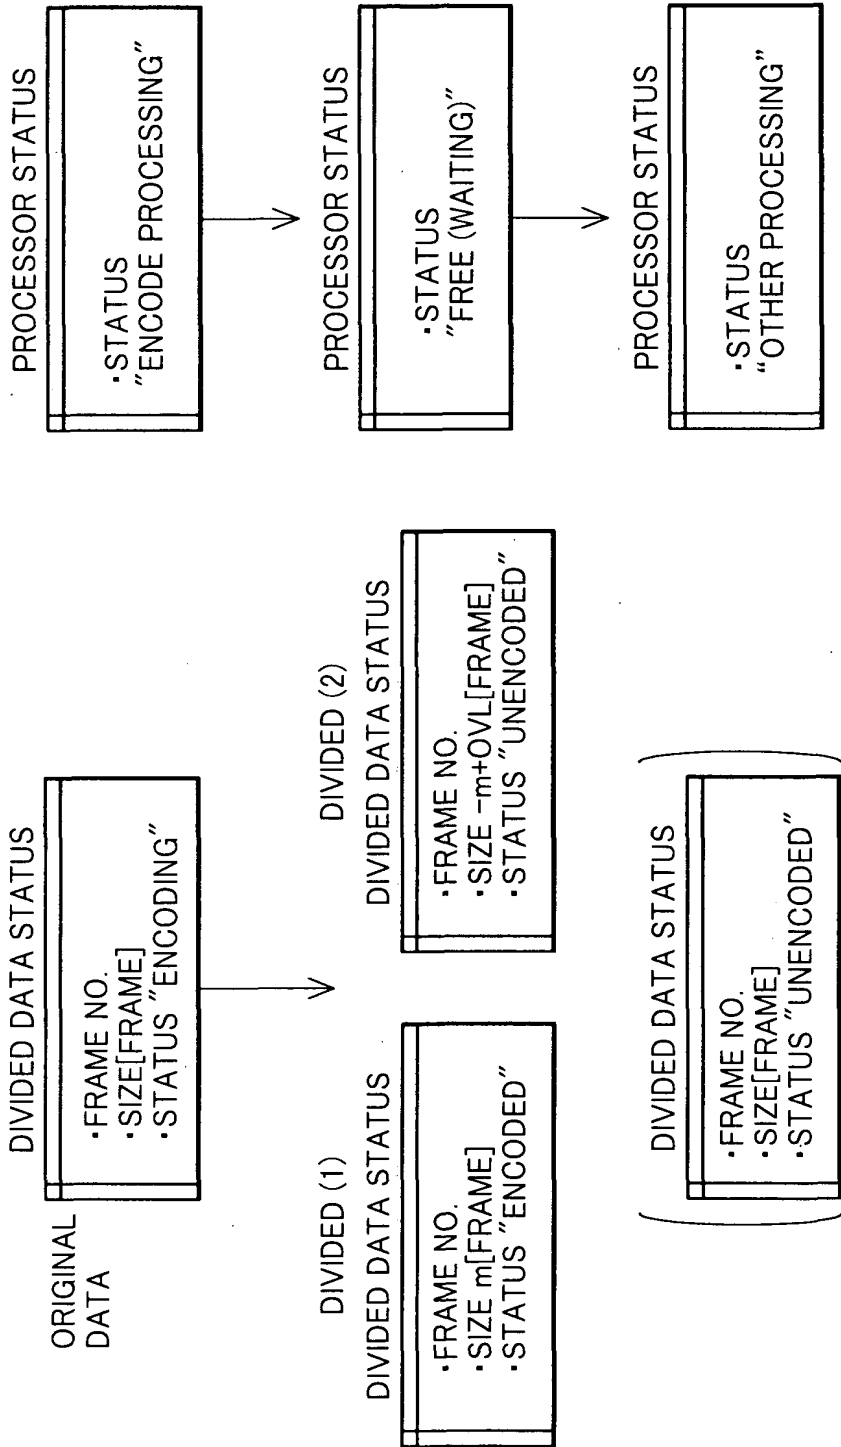 ORIGINAL
DATA
DIVIDED DATA STATUS
•FRAME NO.
•SIZE[FRAME]
•STATUS "ENCODING"
DIVIDED (1)
DIVIDED DATA STATUS
•FRAME NO.
•SIZE m[FRAME]
•STATUS "ENCODED"
DIVIDED (2)
DIVIDED DATA STATUS
•FRAME NO.
•SIZE -m+OVL[FRAME]
•STATUS "UNENCODED"
DIVIDED DATA STATUS
•FRAME NO.
•SIZE[FRAME]
•STATUS "UNENCODED"
PROCESSOR STATUS
•STATUS
"ENCODE PROCESSING"
PROCESSOR STATUS
•STATUS
"FREE (WAITING)"
PROCESSOR STATUS
•STATUS
"OTHER PROCESSING"